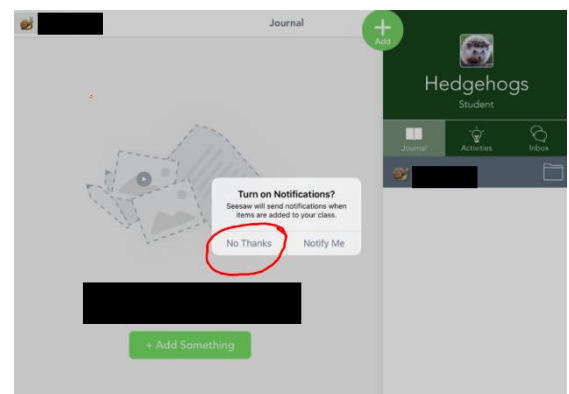 Journal
Add
Hedgehogs
Student
Journal
Activities
Inbox
Turn on Notifications?
Seesaw will send notifications when
items are added to your class.
No Thanks
Notify Me
+ Add Something